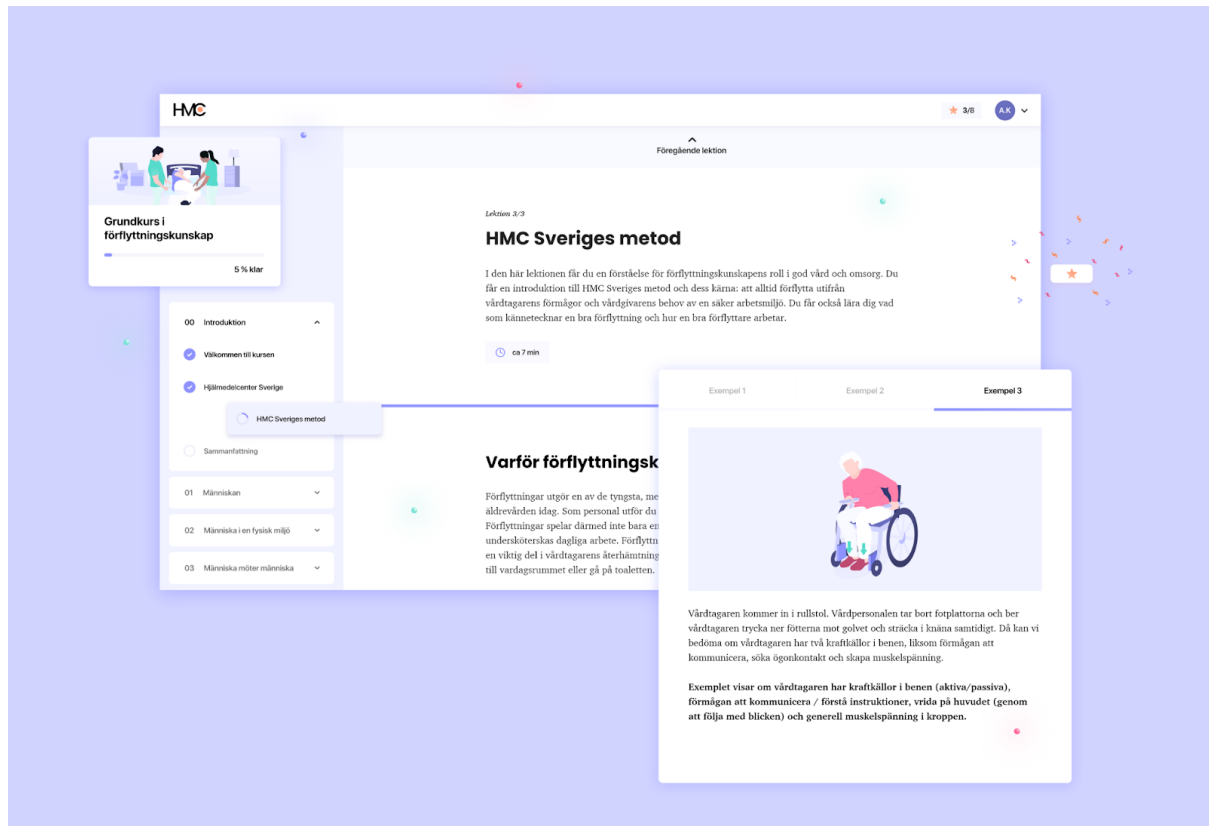 HMC
3/8
A.K
Föregående lektion
Grundkurs i
förflyttningskunskap
5 % klar
00 Introduktion
Välkommen till kursen
Hjälmedelcenter Sverige
HMC Sveriges metod
Sammanfattning
01 Människan
02 Människa i en fysisk miljö
03 Människa möter människa
Lektion 3/3
HMC Sveriges metod
I den här lektionen får du en förståelse för förflyttningskunskapens roll i god vård och omsorg. Du
får en introduktion till HMC Sveriges metod och dess kärna: att alltid förflytta utifrån
vårdtagarens förmågor och vårdgivarens behov av en säker arbetsmiljö. Du får också lära dig vad
som kännetecknar en bra förflyttning och hur en bra förflyttare arbetar.
ca 7 min
Varför förflyttningsk
Förflyttningar utgör en av de tyngsta, me
äldrevården idag. Som personal utför du
Förflyttningar spelar därmed inte bara en
undersköterskas dagliga arbete. Förflyttn
en viktig del i vårdtagarens återhämtning
till vardagsrummet eller gå på toaletten.
Exempel 1
Exempel 2
Exempel 3
Vårdtagaren kommer in i rullstol. Vårdpersonalen tar bort fotplattorna och ber
vårdtagaren trycka ner fötterna mot golvet och sträcka i knäna samtidigt. Då kan vi
bedöma om vårdtagaren har två kraftkällor i benen, liksom förmågan att
kommunicera, söka ögonkontakt och skapa muskelspänning.
Exemplet visar om vårdtagaren har kraftkällor i benen (aktiva/passiva),
förmågan att kommunicera / förstå instruktioner, vrida på huvudet (genom
att följa med blicken) och generell muskelspänning i kroppen.